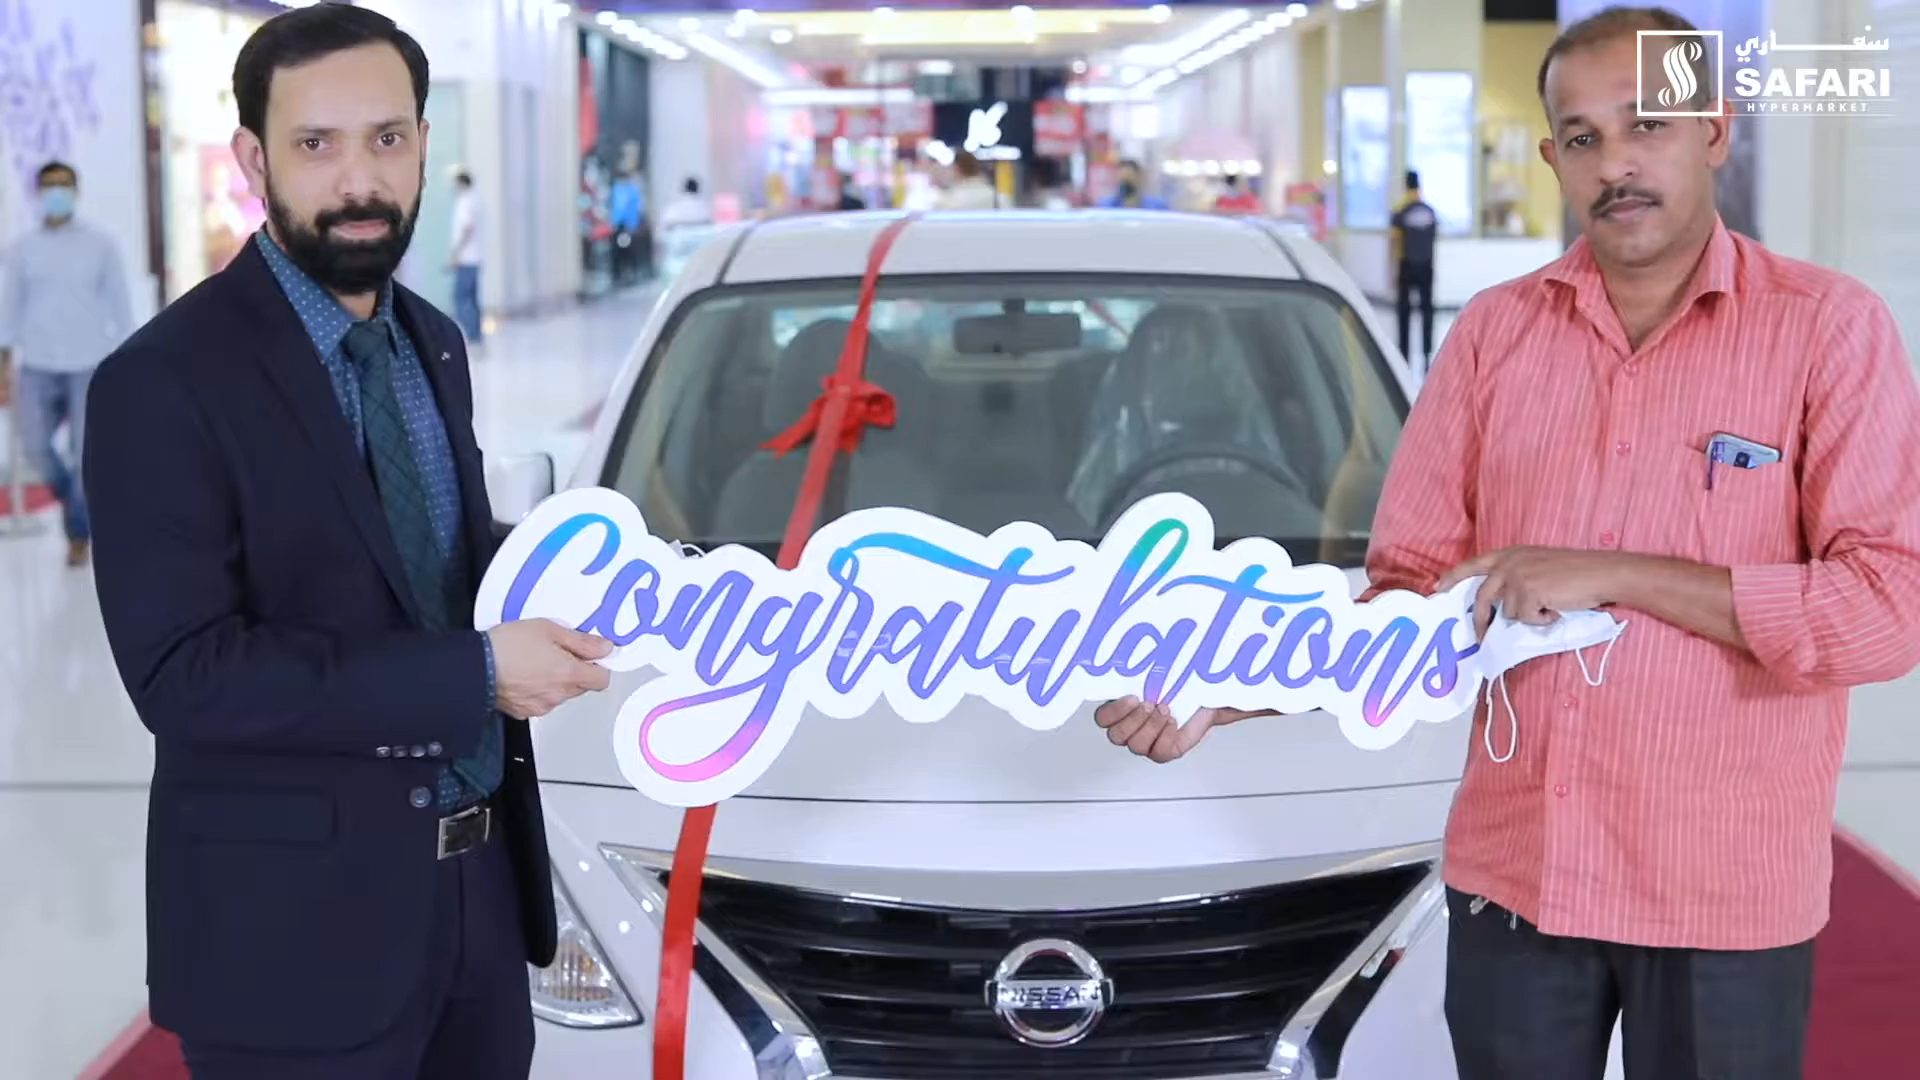 سفاري
SAFARI
HYPERMARKET
Congratulations
NISSAN